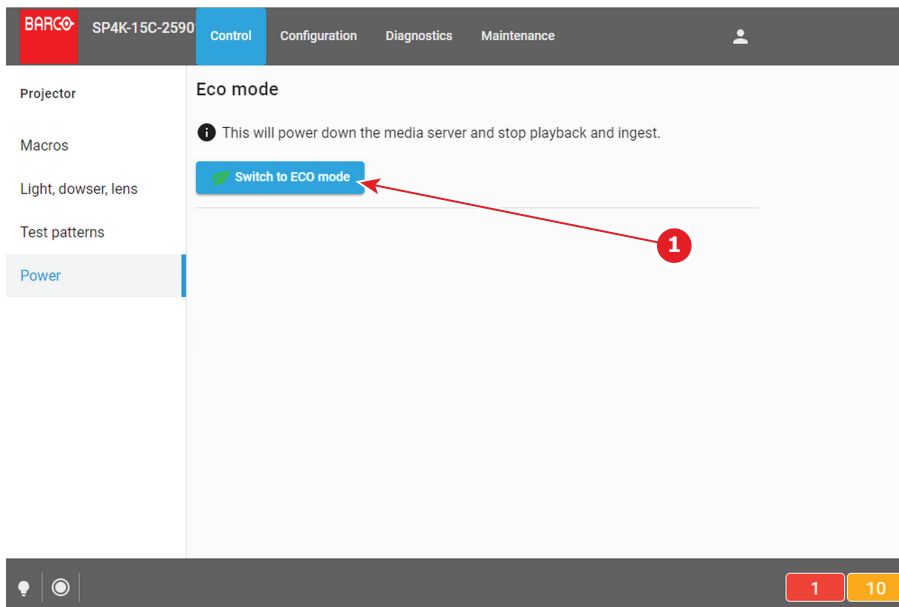 BARCO
SP4K-15C-2590
Control
Configuration
Diagnostics
Maintenance
Projector
Macros
Light, dowser, lens
Test patterns
Power
Eco mode
This will power down the media server and stop playback and ingest.
Switch to ECO mode
1
1
10